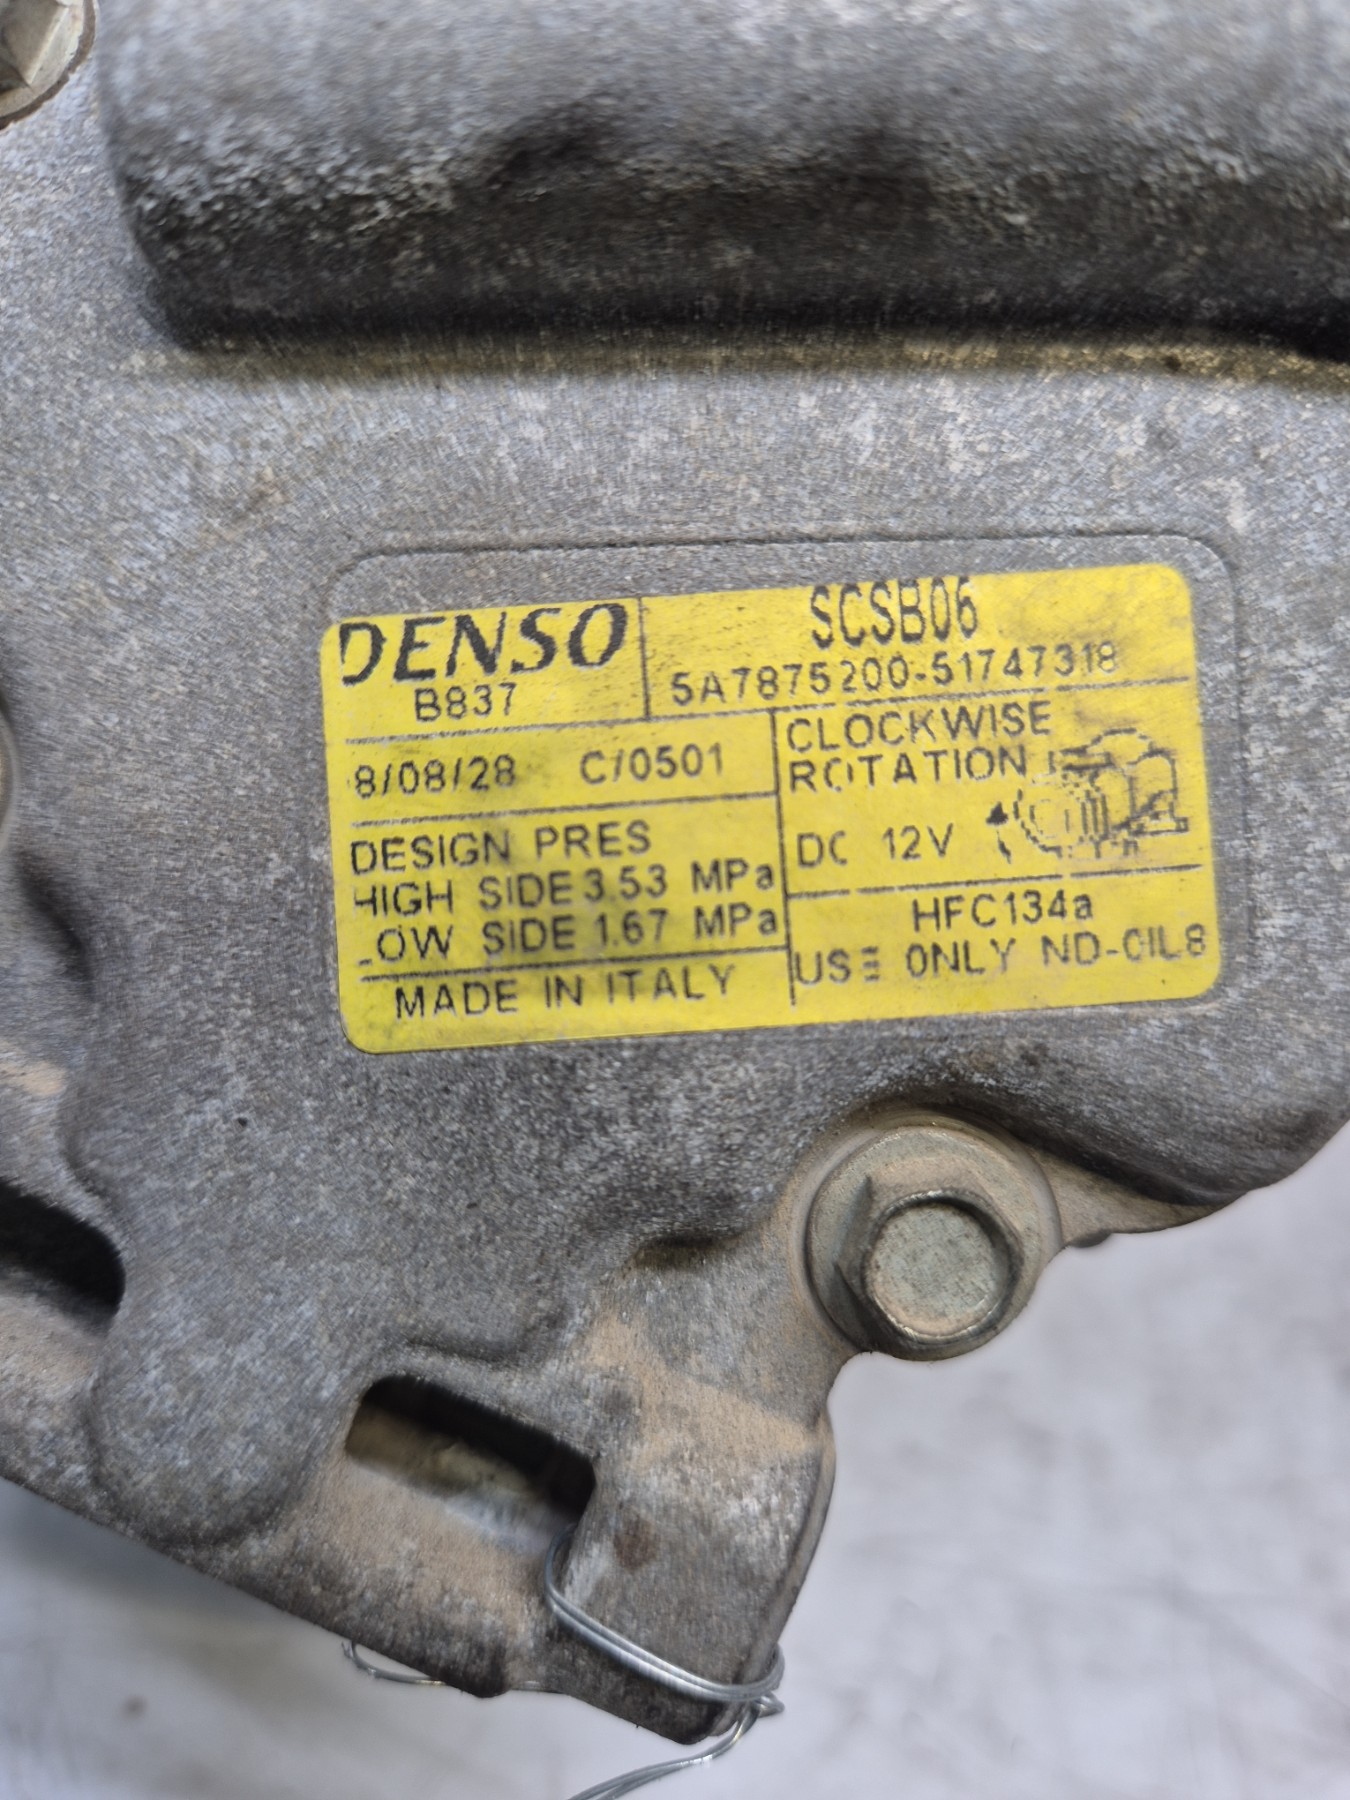 DENSO
B837
SCSB06
5A7875200-51747318
8/08/28 C/0501
CLOCKWISE
ROTATION
DC 12V
DESIGN PRES
HIGH SIDE 3.53 MPa
LOW SIDE 1.67 MPa
MADE IN ITALY
HFC134a
USE ONLY ND-OIL8